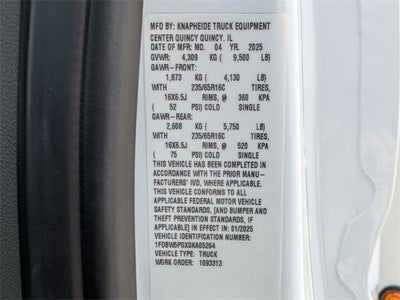 MFD BY: KNAPHEIDE TRUCK EQUIPMENT
CENTER QUINCY QUINCY, IL
DATE OF MFR: MO. 04 YR. 2025
GVWR: 4,309 KG ( 9,500 LB)
GAWR-FRONT:
1,873 KG ( 4,130 LB)
WITH 235/65R16C TIRES,
16X6.5J RIMS, @ 360 KPA
( 52 PSI) COLD SINGLE
GAWR-REAR:
2,608 KG ( 5,750 LB)
WITH 235/65R16C TIRES,
16X6.5J RIMS, @ 520 KPA
( 75 PSI) COLD SINGLE
THIS VEHICLE HAS BEEN COMPLETED IN
ACCORDANCE WITH THE PRIOR MANU-
FACTURERS' IVD, WHERE APPLICABLE.
THIS VEHICLE CONFORMS TO ALL
APPLICABLE FEDERAL MOTOR VEHICLE
SAFETY STANDARDS, [AND BUMPER AND
THEFT PREVENTION STANDARDS, IF
APPLICABLE] IN EFFECT IN: 01/2025
VEHICLE IDENTIFICATION NUMBER:
1FDBW5PGXSKA05264
VEHICLE TYPE: TRUCK
WORK ORDER: 1093313